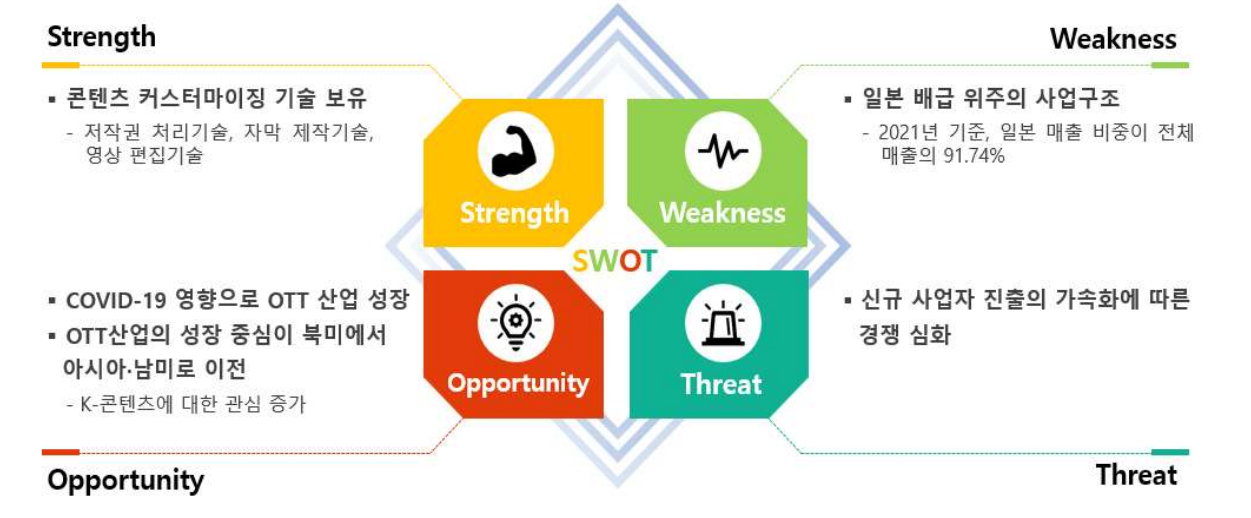 Strength
▪ 콘텐츠 커스터마이징 기술 보유
- 저작권 처리기술, 자막 제작기술,
영상 편집기술
Weakness
▪ 일본 배급 위주의 사업구조
- 2021년 기준, 일본 매출 비중이 전체
매출의 91.74%
Strength
Weakness
SWOT
Opportunity
Threat
▪ COVID-19 영향으로 OTT 산업 성장
▪ OTT산업의 성장 중심이 북미에서
아시아·남미로 이전
- K-콘텐츠에 대한 관심 증가
Opportunity
▪ 신규 사업자 진출의 가속화에 따른
경쟁 심화
Threat